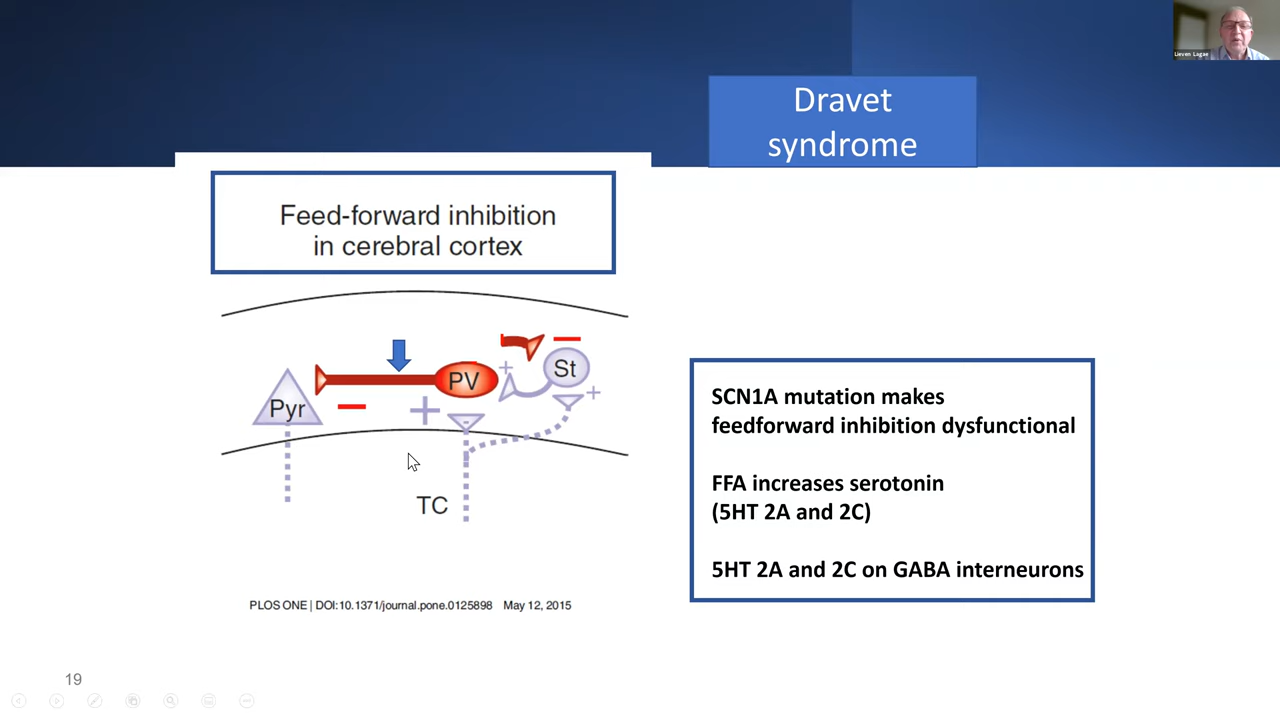 Lieven Lagae
Dravet
syndrome
Feed-forward inhibition
in cerebral cortex
St
+
+
PV
Pyr
+
TC
SCN1A mutation makes
feedforward inhibition dysfunctional
FFA increases serotonin
(5HT 2A and 2C)
5HT 2A and 2C on GABA interneurons
PLOS ONE | DOI:10.1371/journal.pone.0125898 May 12, 2015
19